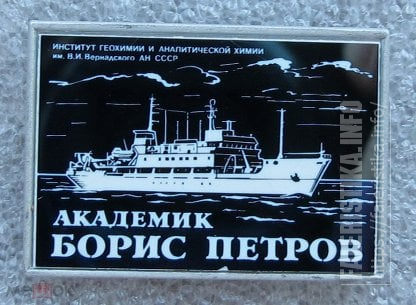 ИНСТИТУТ ГЕОХИМИИ И АНАЛИТИЧЕСКОЙ ХИМИИ
им. В.И. Вернадского АН СССР
АКАДЕМИК
БОРИС ПЕТРОВ
FALERISTIKA.INFO